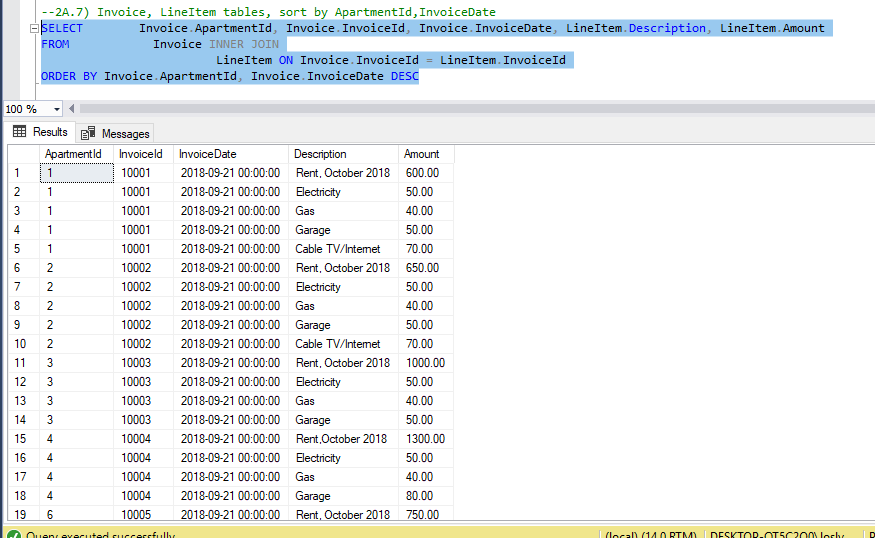 --2A.7) Invoice, LineItem tables, sort by ApartmentId,InvoiceDate
SELECT Invoice.ApartmentId, Invoice.InvoiceId, Invoice.InvoiceDate, LineItem.Description, LineItem.Amount
FROM Invoice INNER JOIN
LineItem ON Invoice.InvoiceId = LineItem.InvoiceId
ORDER BY Invoice.ApartmentId, Invoice.InvoiceDate DESC
100 %
Results Messages
ApartmentId InvoiceId InvoiceDate Description Amount
1 1 10001 2018-09-21 00:00:00 Rent, October 2018 600.00
2 1 10001 2018-09-21 00:00:00 Electricity 50.00
3 1 10001 2018-09-21 00:00:00 Gas 40.00
4 1 10001 2018-09-21 00:00:00 Garage 50.00
5 1 10001 2018-09-21 00:00:00 Cable TV/Internet 70.00
6 2 10002 2018-09-21 00:00:00 Rent, October 2018 650.00
7 2 10002 2018-09-21 00:00:00 Electricity 50.00
8 2 10002 2018-09-21 00:00:00 Gas 40.00
9 2 10002 2018-09-21 00:00:00 Garage 50.00
10 2 10002 2018-09-21 00:00:00 Cable TV/Internet 70.00
11 3 10003 2018-09-21 00:00:00 Rent, October 2018 1000.00
12 3 10003 2018-09-21 00:00:00 Electricity 50.00
13 3 10003 2018-09-21 00:00:00 Gas 40.00
14 3 10003 2018-09-21 00:00:00 Garage 50.00
15 4 10004 2018-09-21 00:00:00 Rent,October 2018 1300.00
16 4 10004 2018-09-21 00:00:00 Electricity 50.00
17 4 10004 2018-09-21 00:00:00 Gas 40.00
18 4 10004 2018-09-21 00:00:00 Garage 80.00
19 6 10005 2018-09-21 00:00:00 Rent, October 2018 750.00
Query executed successfully (local) (14.0 RTM)